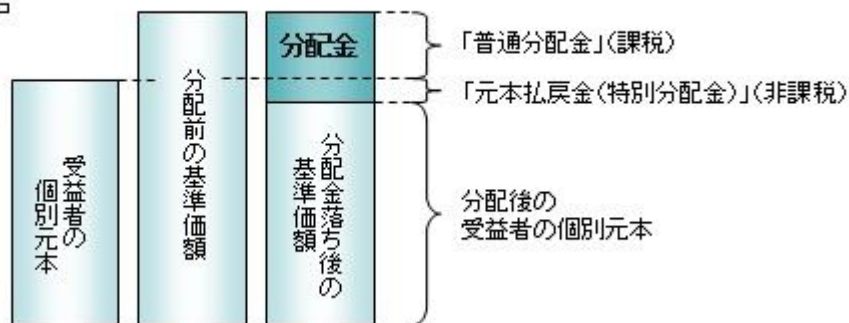 受益者の
個別元本
分配前の基準価額
分配金
分配金落ち後の
基準価額
「普通分配金」(課税)
「元本払戻金(特別分配金)」(非課税)
分配後の
受益者の個別元本